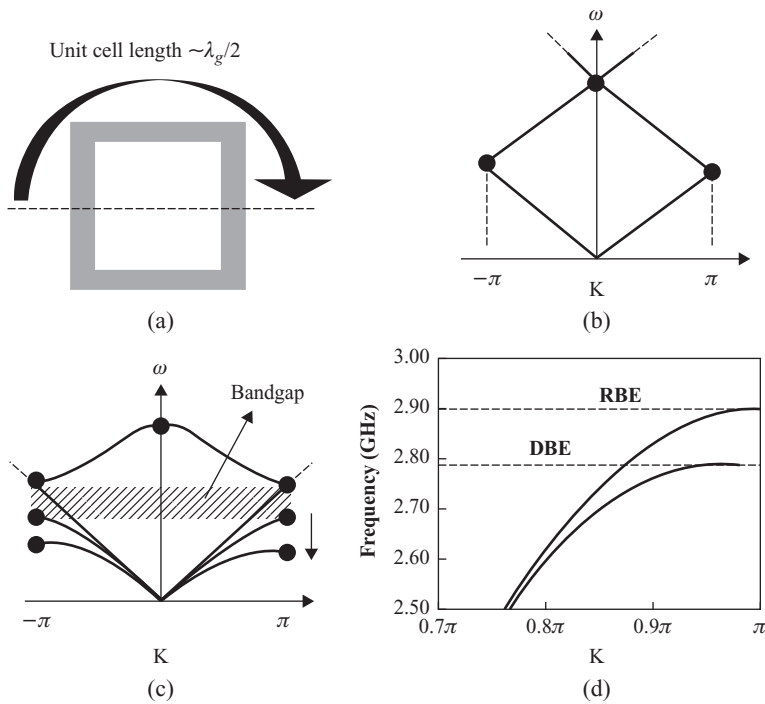 Unit cell length ~λg/2
(a)
ω
−π
π
K
(b)
ω
Bandgap
−π
π
K
(c)
3.00
2.90
2.80
2.70
2.60
2.50
Frequency (GHz)
RBE
DBE
0.7π
0.8π
0.9π
π
K
(d)